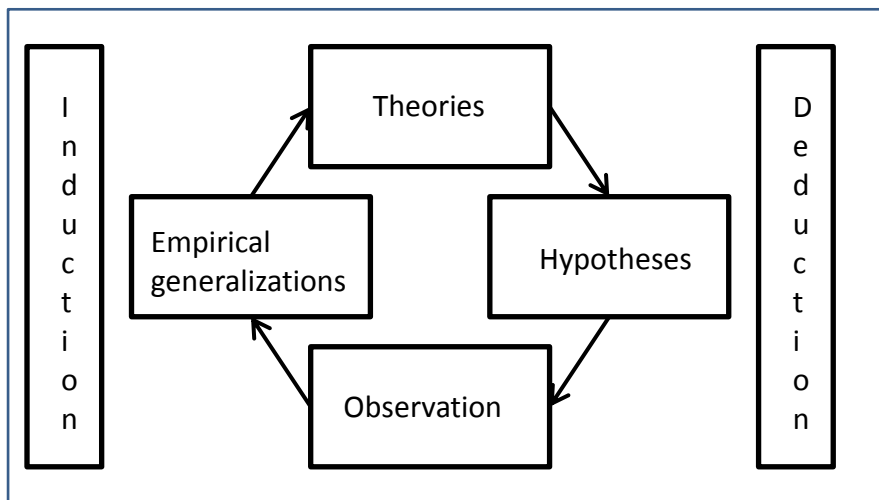 Induction
Theories
Empirical
generalizations
Hypotheses
Observation
Deduction